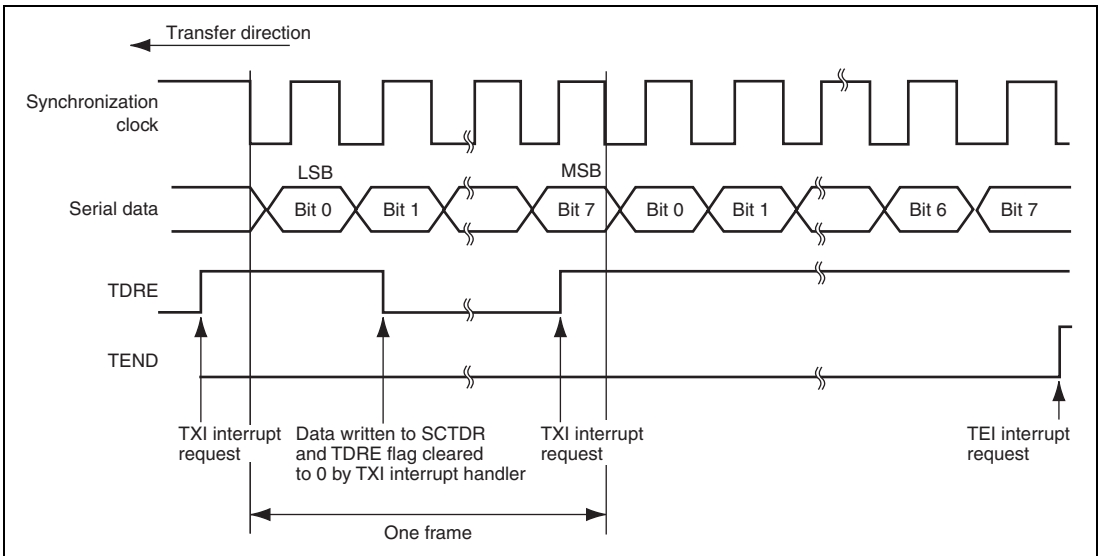 Transfer direction
Synchronization
clock
LSB
MSB
Serial data
Bit 0
Bit 1
Bit 7
Bit 0
Bit 1
Bit 6
Bit 7
TDRE
TEND
TXI interrupt
request
Data written to SCTDR
and TDRE flag cleared
to 0 by TXI interrupt handler
TXI interrupt
request
TEI interrupt
request
One frame